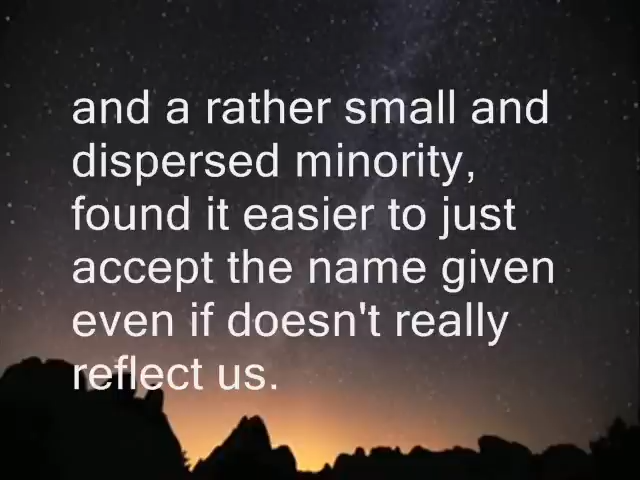 and a rather small and
dispersed minority,
found it easier to just
accept the name given
even if doesn't really
reflect us.